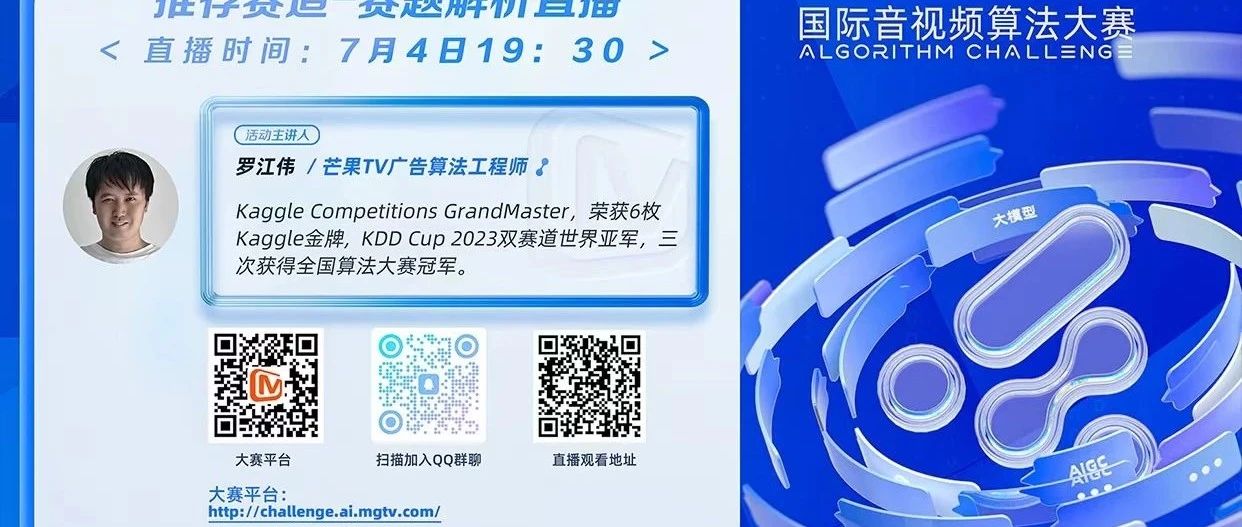 推荐赛道-赛题解析直播
< 直播时间：7月4日19：30 >
活动主讲人
罗江伟 / 芒果TV广告算法工程师
Kaggle Competitions GrandMaster，荣获6枚
Kaggle金牌，KDD Cup 2023双赛道世界亚军，三
次获得全国算法大赛冠军。
大赛平台
扫描加入QQ群聊
直播观看地址
大赛平台：
http://challenge.ai.mgtv.com/
国际音视频算法大赛
ALGORITHM CHALLENGE
大模型
AIGC